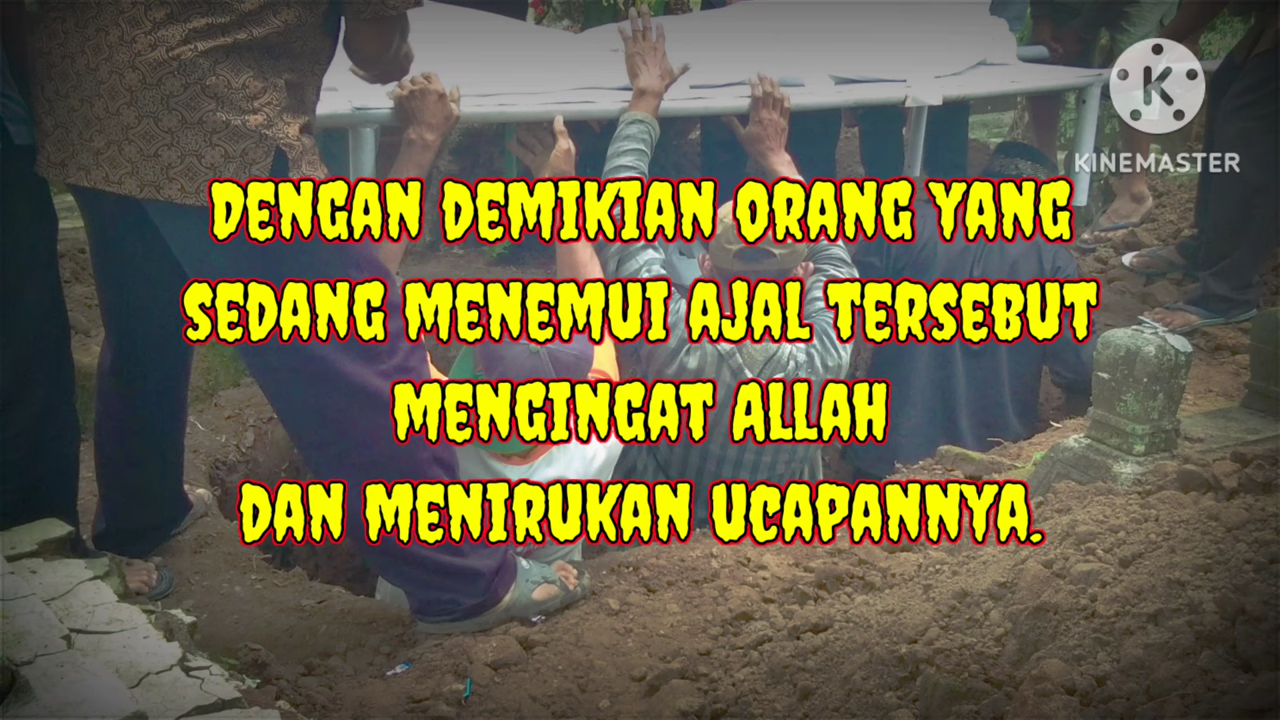 K
KINEMASTER
DENGAN DEMIKIAN ORANG YANG
SEDANG MENEMUI AJAL TERSEBUT
MENGINGAT ALLAH
DAN MENIRUKAN UCAPANNYA.